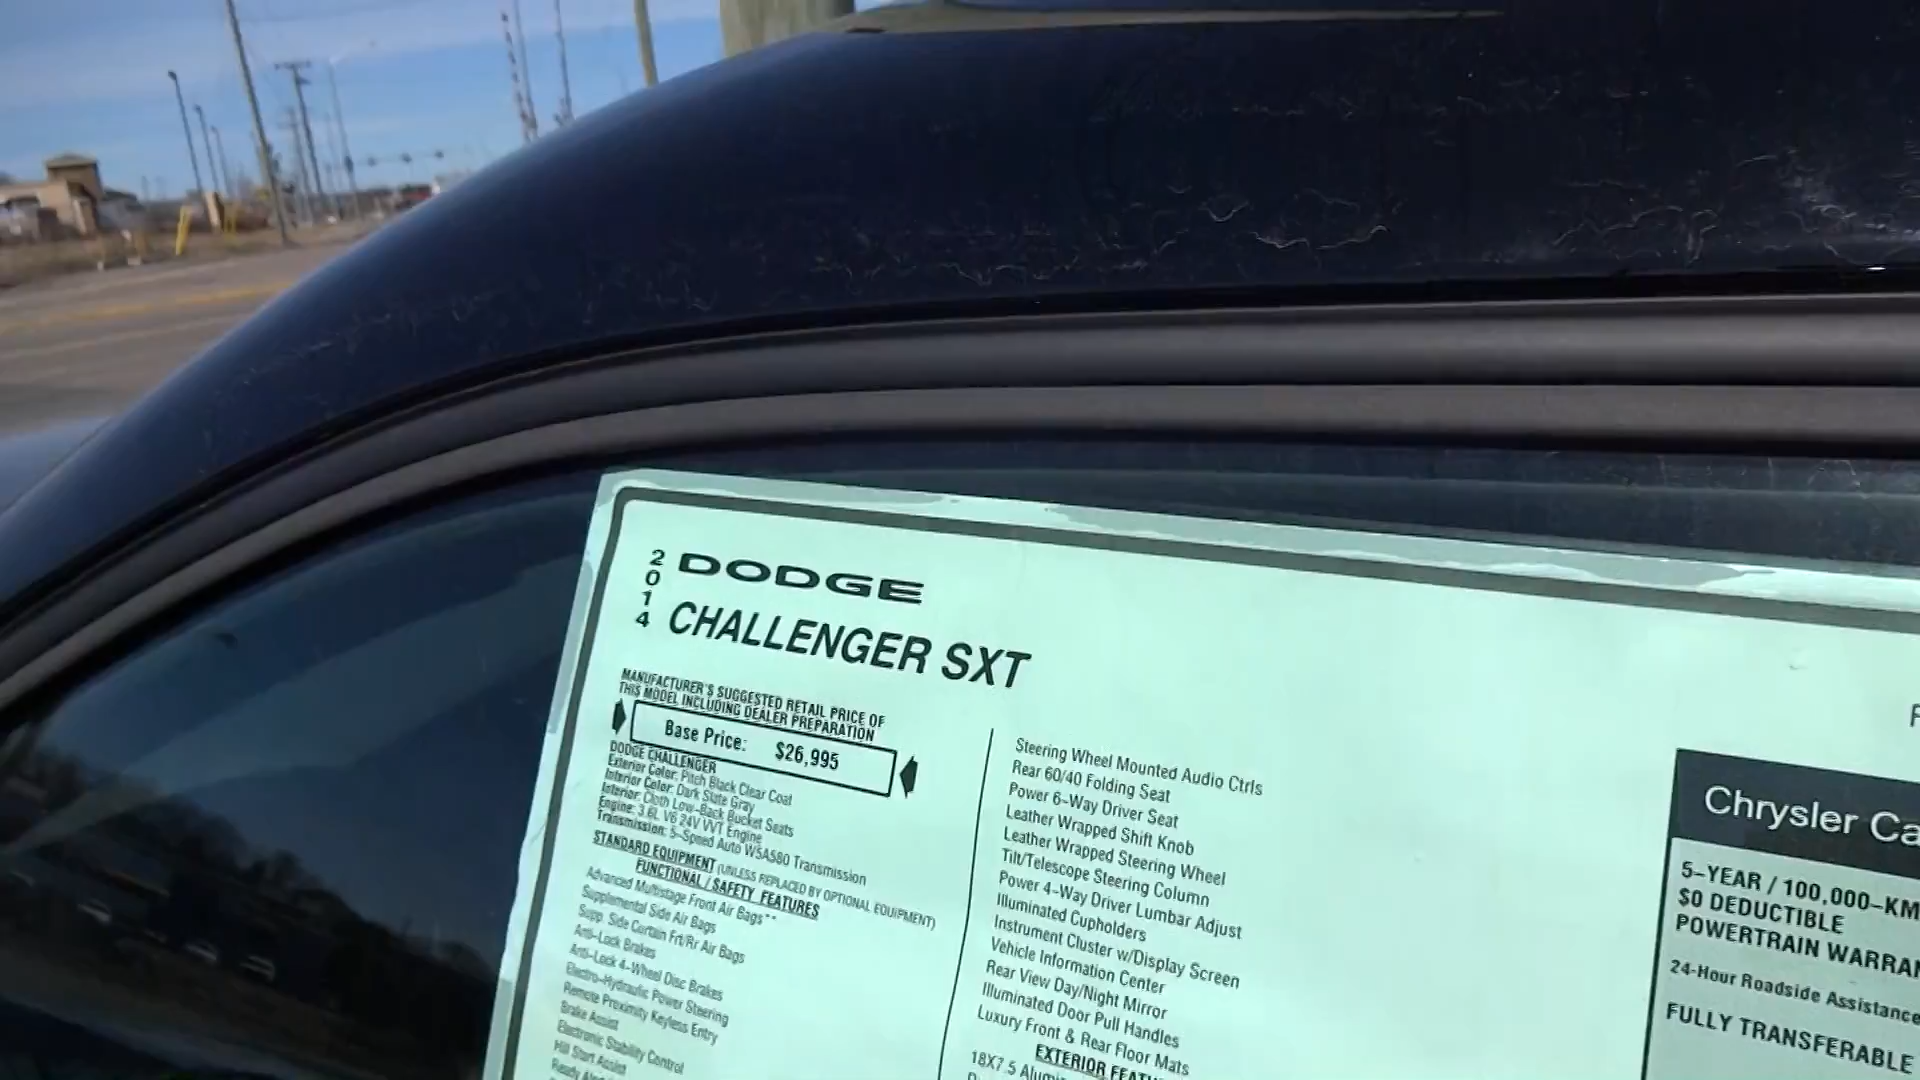 2014
DODGE
CHALLENGER SXT
MANUFACTURER'S SUGGESTED RETAIL PRICE OF
THIS MODEL INCLUDING DEALER PREPARATION
Base Price: $26,995
DODGE CHALLENGER
Exterior Color: Pitch Black Clear Coat
Interior Color: Dark Slate Gray
Interior: Cloth Low-Back Bucket Seats
Engine: 3.6L V6 24V VVT Engine
Transmission: 5-Speed Auto W5A580 Transmission
STANDARD EQUIPMENT (UNLESS REPLACED BY OPTIONAL EQUIPMENT)
FUNCTIONAL/SAFETY FEATURES
Advanced Multistage Front Air Bags**
Supplemental Side Air Bags
Supp. Side Curtain Frt/Rr Air Bags
Anti-Lock Brakes
Anti-Lock 4-Wheel Disc Brakes
Electro-Hydraulic Power Steering
Remote Proximity Keyless Entry
Brake Assist
Electronic Stability Control
Hill Start Assist
Ready
Steering Wheel Mounted Audio Ctrls
Rear 60/40 Folding Seat
Power 6-Way Driver Seat
Leather Wrapped Shift Knob
Leather Wrapped Steering Wheel
Tilt/Telescope Steering Column
Power 4-Way Driver Lumbar Adjust
Illuminated Cupholders
Instrument Cluster w/Display Screen
Vehicle Information Center
Rear View Day/Night Mirror
Illuminated Door Pull Handles
Luxury Front & Rear Floor Mats
EXTERIOR FEATU
18X7.5 Alumi
Chrysler Ca
5-YEAR / 100,000-KM
$0 DEDUCTIBLE
POWERTRAIN WARRAN
24-Hour Roadside Assistance
FULLY TRANSFERABLE